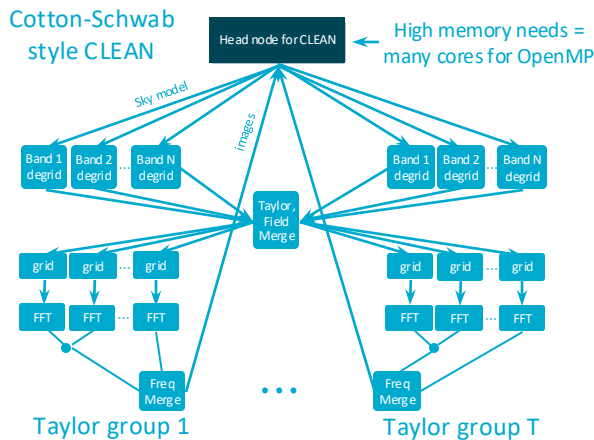 Cotton-Schwab
style CLEAN
Head node for CLEAN
High memory needs =
many cores for OpenMP
Sky model
images
Band 1
degrid
Band 2
degrid
...
Band N
degrid
Band 1
degrid
Band 2
degrid
...
Band N
degrid
Taylor,
Field
Merge
grid grid ... grid
grid grid ... grid
FFT FFT ... FFT
FFT FFT ... FFT
Freq
Merge
...
Freq
Merge
Taylor group 1
Taylor group T